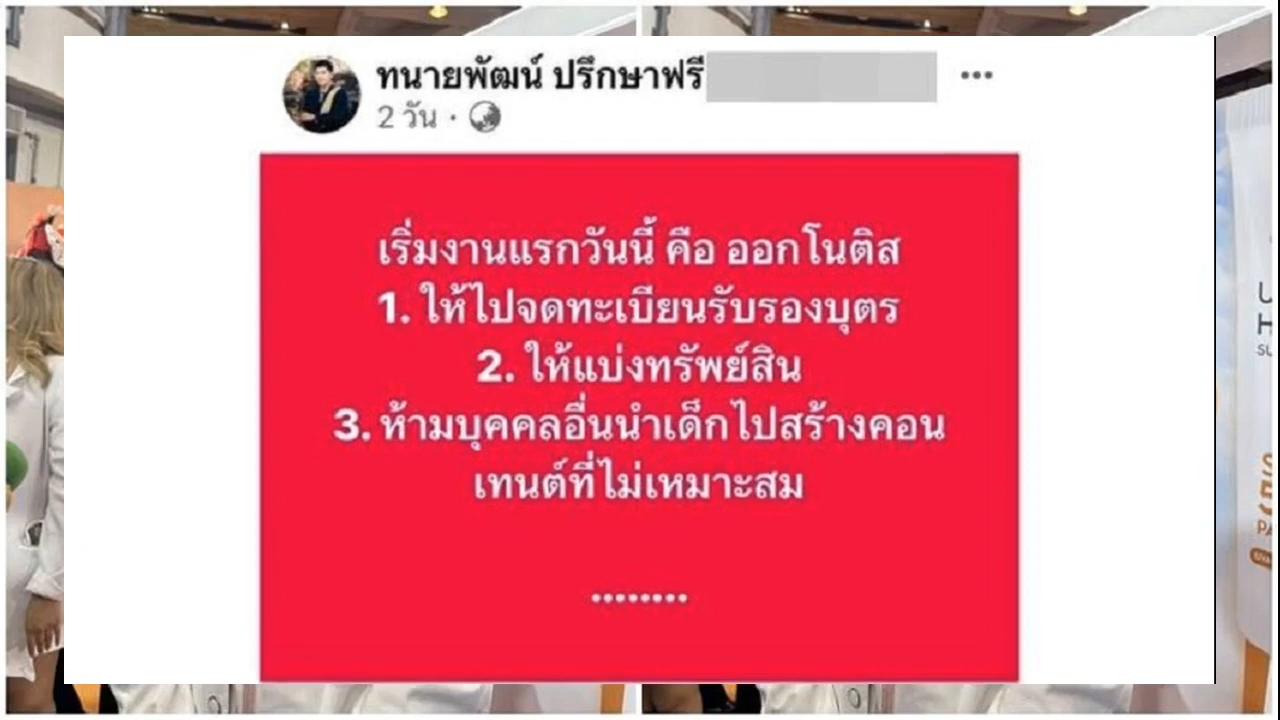 ทนายพัฒน์ ปรึกษาฟรี
2 วัน ·
เริ่มงานแรกวันนี้ คือ ออกโนติส
1. ให้ไปจดทะเบียนรับรองบุตร
2. ให้แบ่งทรัพย์สิน
3. ห้ามบุคคลอื่นนำเด็กไปสร้างคอน
เทนต์ที่ไม่เหมาะสม
........